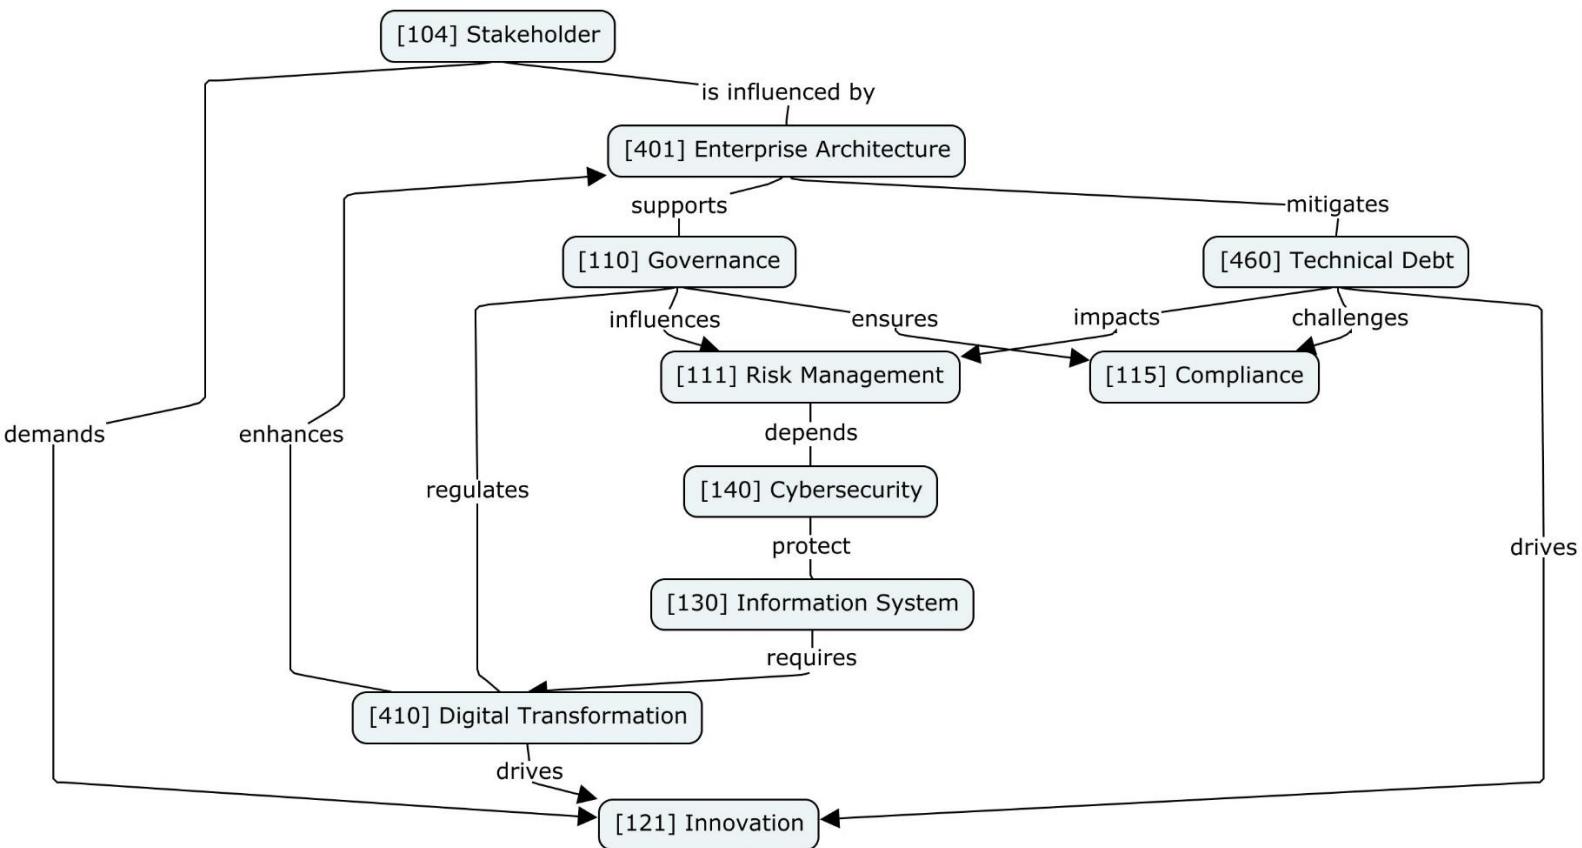 [104] Stakeholder
is influenced by
[401] Enterprise Architecture
supports
mitigates
[110] Governance
[460] Technical Debt
influences
ensures
impacts
challenges
[111] Risk Management
[115] Compliance
demands
enhances
depends
regulates
[140] Cybersecurity
protect
drives
[130] Information System
requires
[410] Digital Transformation
drives
[121] Innovation